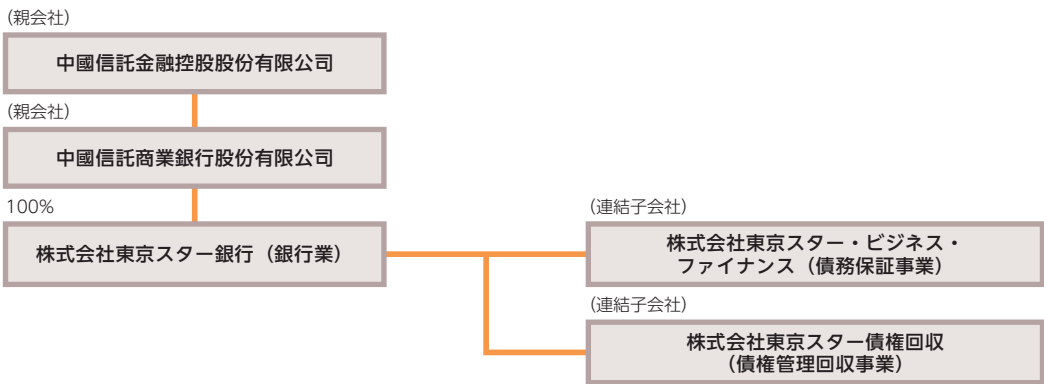 (親会社)
中國信託金融控股股份有限公司
(親会社)
中國信託商業銀行股份有限公司
100%
株式会社東京スター銀行（銀行業）
(連結子会社)
株式会社東京スター・ビジネス・
ファイナンス（債務保証事業）
(連結子会社)
株式会社東京スター債権回収
（債権管理回収事業）